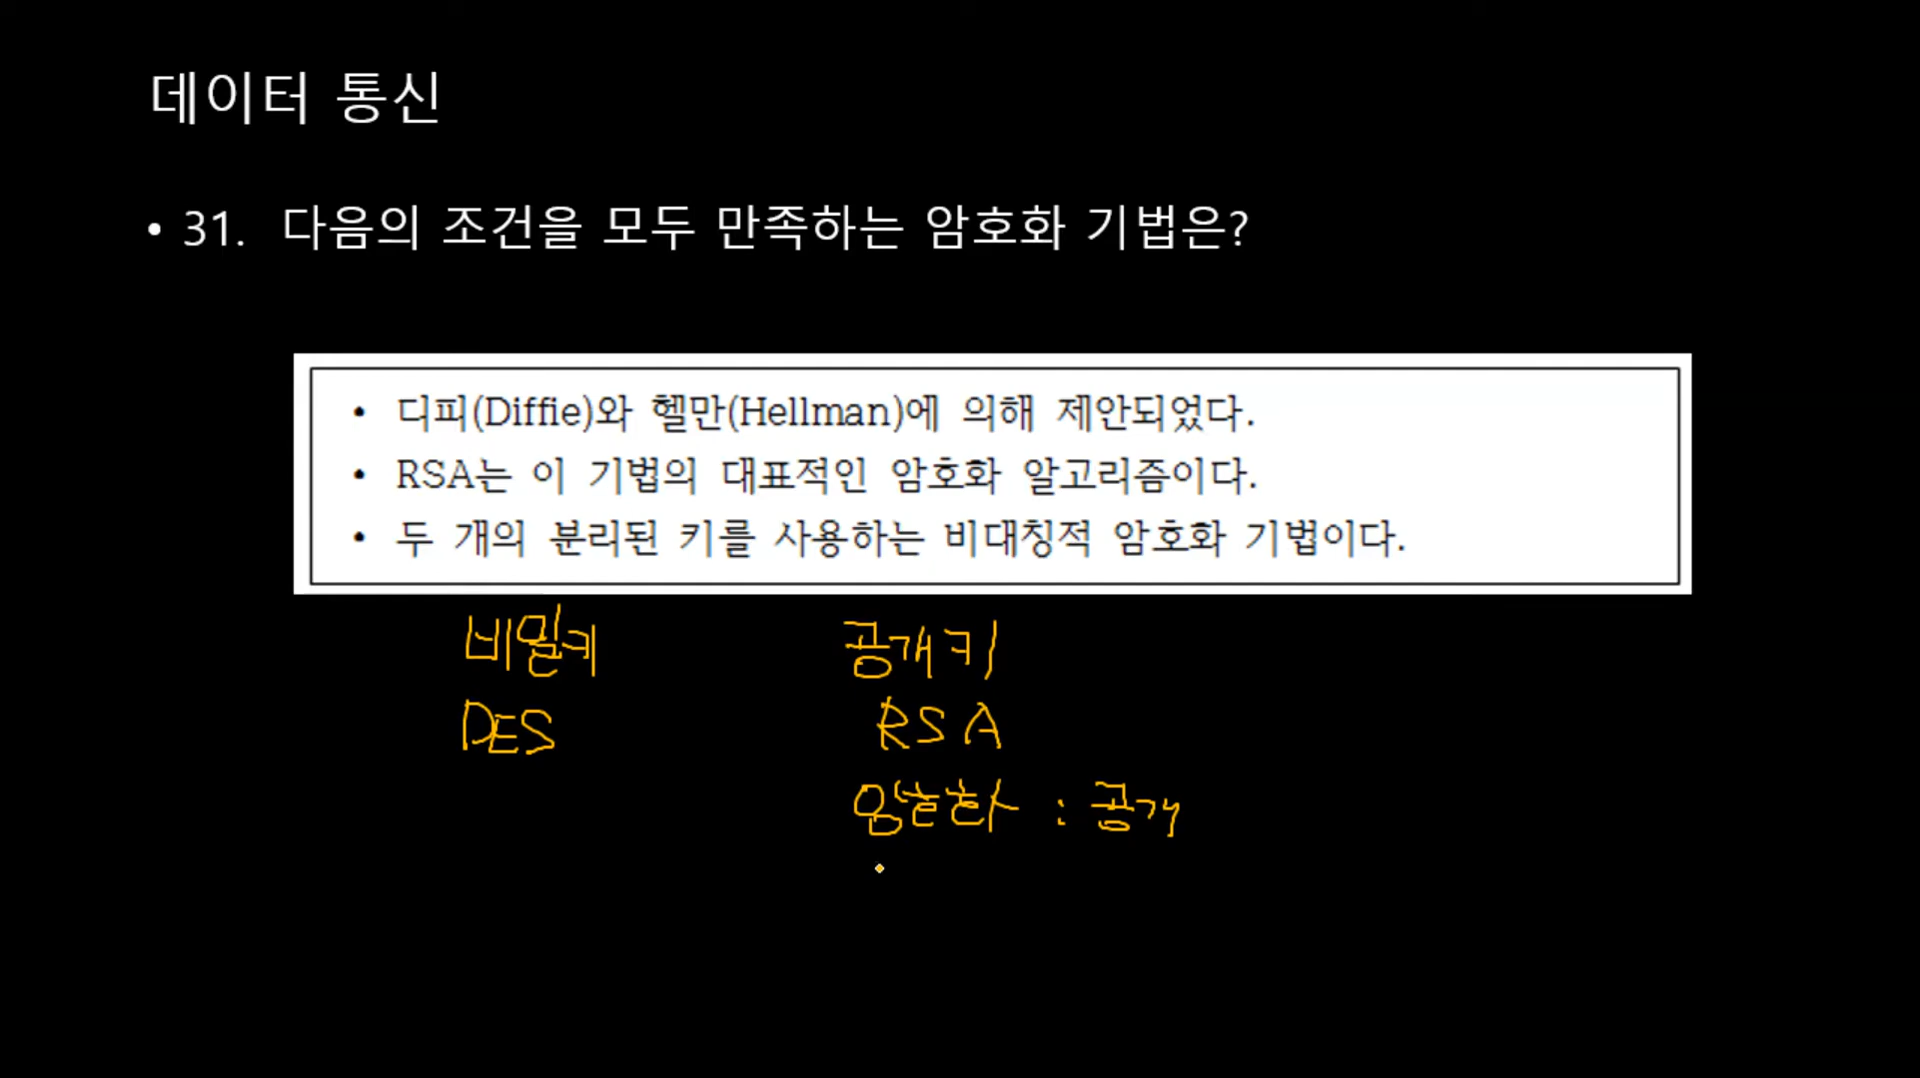 데이터 통신
• 31. 다음의 조건을 모두 만족하는 암호화 기법은?
• 디피(Diffie)와 헬만(Hellman)에 의해 제안되었다.
• RSA는 이 기법의 대표적인 암호화 알고리즘이다.
• 두 개의 분리된 키를 사용하는 비대칭적 암호화 기법이다.
비밀키 공개키
DES RSA
암호화 : 공개